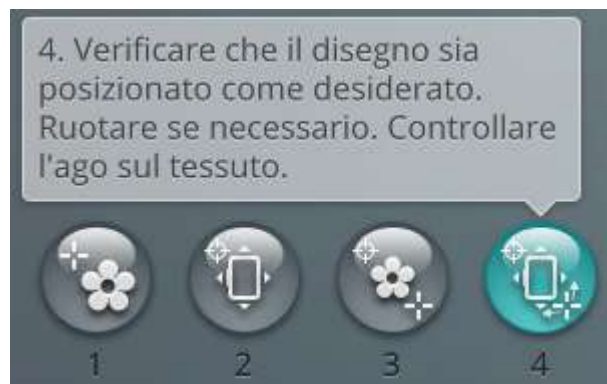 4. Verificare che il disegno sia
posizionato come desiderato.
Ruotare se necessario. Controllare
l'ago sul tessuto.
1 2 3 4